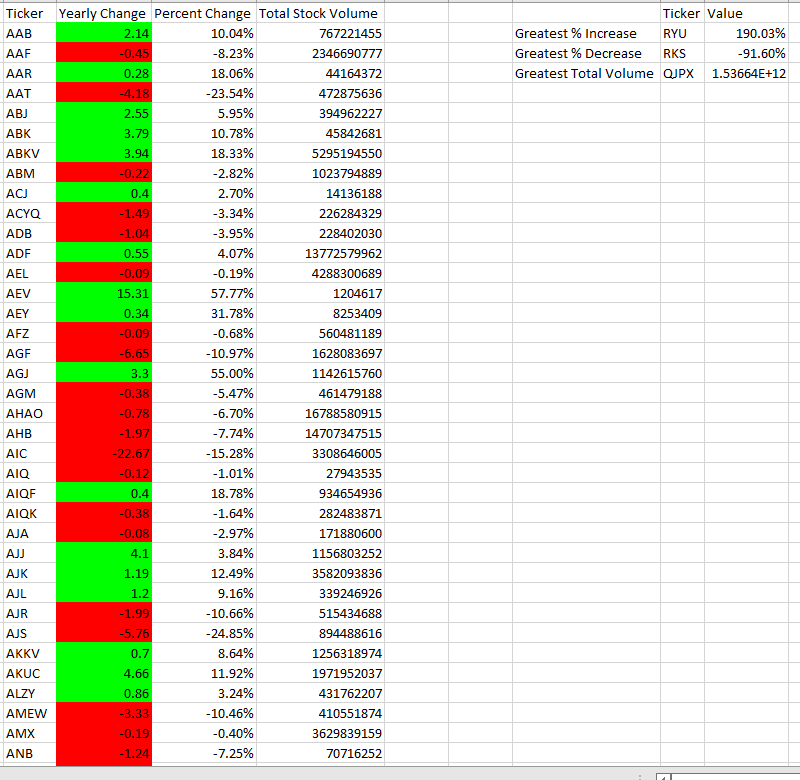 Ticker Yearly Change Percent Change Total Stock Volume Ticker Value
AAB 2.14 10.04% 767221455 Greatest % Increase RYU 190.03%
AAF -0.45 -8.23% 2346690777 Greatest % Decrease RKS -91.60%
AAR 0.28 18.06% 44164372 Greatest Total Volume QJPX 1.53664E+12
AAT -4.18 -23.54% 472875636
ABJ 2.55 5.95% 394962227
ABK 3.79 10.78% 45842681
ABKV 3.94 18.33% 5295194550
ABM -0.22 -2.82% 1023794889
ACJ 0.4 2.70% 14136188
ACYQ -1.49 -3.34% 226284329
ADB -1.04 -3.95% 228402030
ADF 0.55 4.07% 13772579962
AEL -0.09 -0.19% 4288300689
AEV 15.31 57.77% 1204617
AEY 0.34 31.78% 8253409
AFZ -0.09 -0.68% 560481189
AGF -6.65 -10.97% 1628083697
AGJ 3.3 55.00% 1142615760
AGM -0.38 -5.47% 461479188
AHAO -0.78 -6.70% 16788580915
AHB -1.97 -7.74% 14707347515
AIC -22.67 -15.28% 3308646005
AIQ -0.12 -1.01% 27943535
AIQF 0.4 18.78% 934654936
AIQK -0.38 -1.64% 282483871
AJA -0.08 -2.97% 171880600
AJJ 4.1 3.84% 1156803252
AJK 1.19 12.49% 3582093836
AJL 1.2 9.16% 339246926
AJR -1.99 -10.66% 515434688
AJS -5.76 -24.85% 894488616
AKKV 0.7 8.64% 1256318974
AKUC 4.66 11.92% 1971952037
ALZY 0.86 3.24% 431762207
AMEW -3.33 -10.46% 410551874
AMX -0.19 -0.40% 3629839159
ANB -1.24 -7.25% 70716252